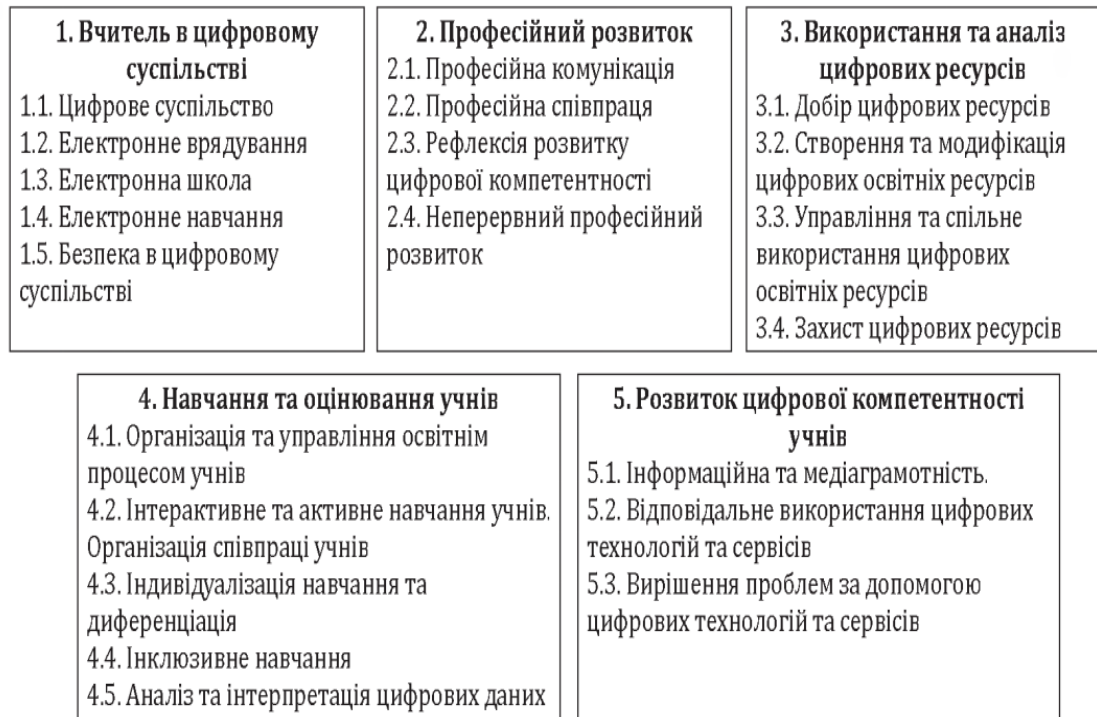 1. Вчитель в цифровому
суспільстві
1.1. Цифрове суспільство
1.2. Електронне врядування
1.3. Електронна школа
1.4. Електронне навчання
1.5. Безпека в цифровому
суспільстві
2. Професійний розвиток
2.1. Професійна комунікація
2.2. Професійна співпраця
2.3. Рефлексія розвитку
цифрової компетентності
2.4. Неперервний професійний
розвиток
3. Використання та аналіз
цифрових ресурсів
3.1. Добір цифрових ресурсів
3.2. Створення та модифікація
цифрових освітніх ресурсів
3.3. Управління та спільне
використання цифрових
освітніх ресурсів
3.4. Захист цифрових ресурсів
4. Навчання та оцінювання учнів
4.1. Організація та управління освітнім
процесом учнів
4.2. Інтерактивне та активне навчання учнів.
Організація співпраці учнів
4.3. Індивідуалізація навчання та
диференціація
4.4. Інклюзивне навчання
4.5. Аналіз та інтерпретація цифрових даних
5. Розвиток цифрової компетентності
учнів
5.1. Інформаційна та медіаграмотність.
5.2. Відповідальне використання цифрових
технологій та сервісів
5.3. Вирішення проблем за допомогою
цифрових технологій та сервісів